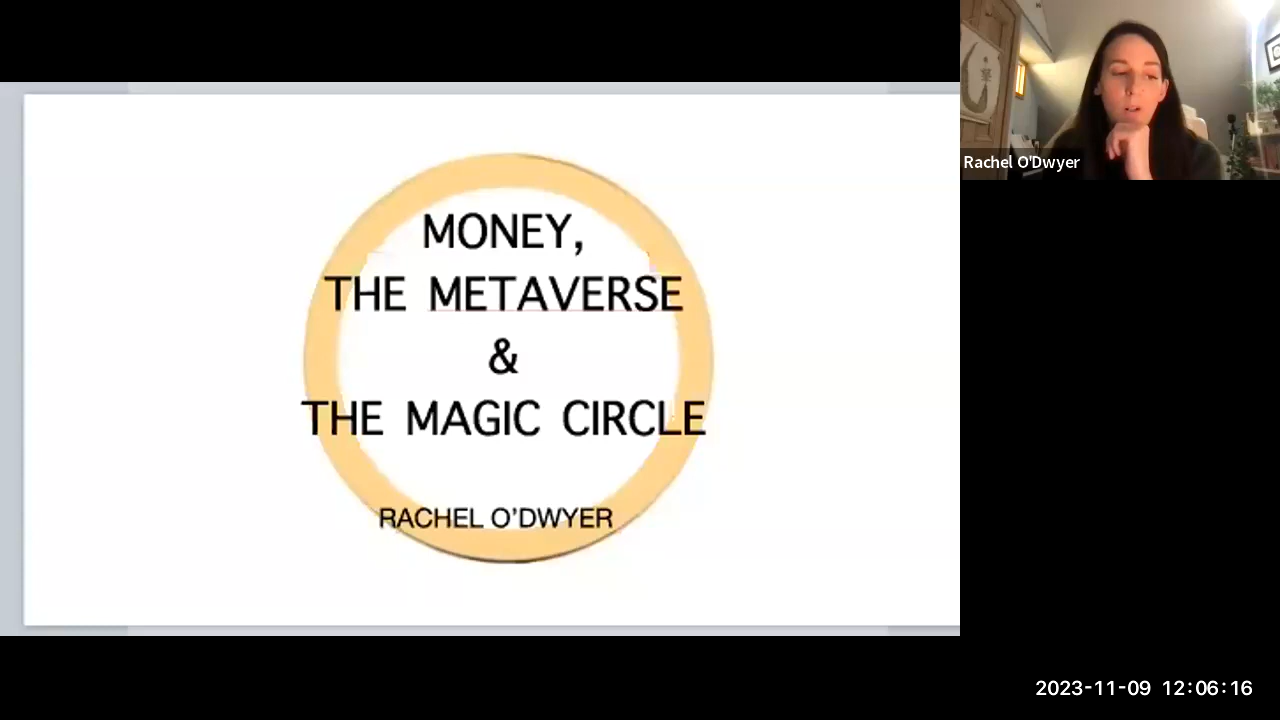 MONEY,
THE METAVERSE
&
THE MAGIC CIRCLE
RACHEL O'DWYER
Rachel O'Dwyer
2023-11-09 12:06:16